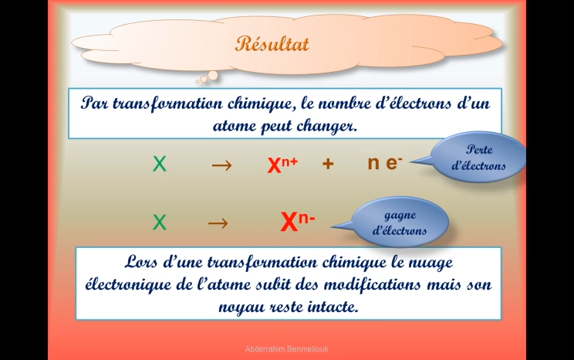 Résultat
Par transformation chimique, le nombre d'électrons d'un
atome peut changer.
X → Xⁿ⁺ + n e⁻
Perte
d'électrons
X → Xⁿ⁻
gagne
d'électrons
Lors d'une transformation chimique le nuage
électronique de l'atome subit des modifications mais son
noyau reste intacte.
Abderrahim Benmellouk